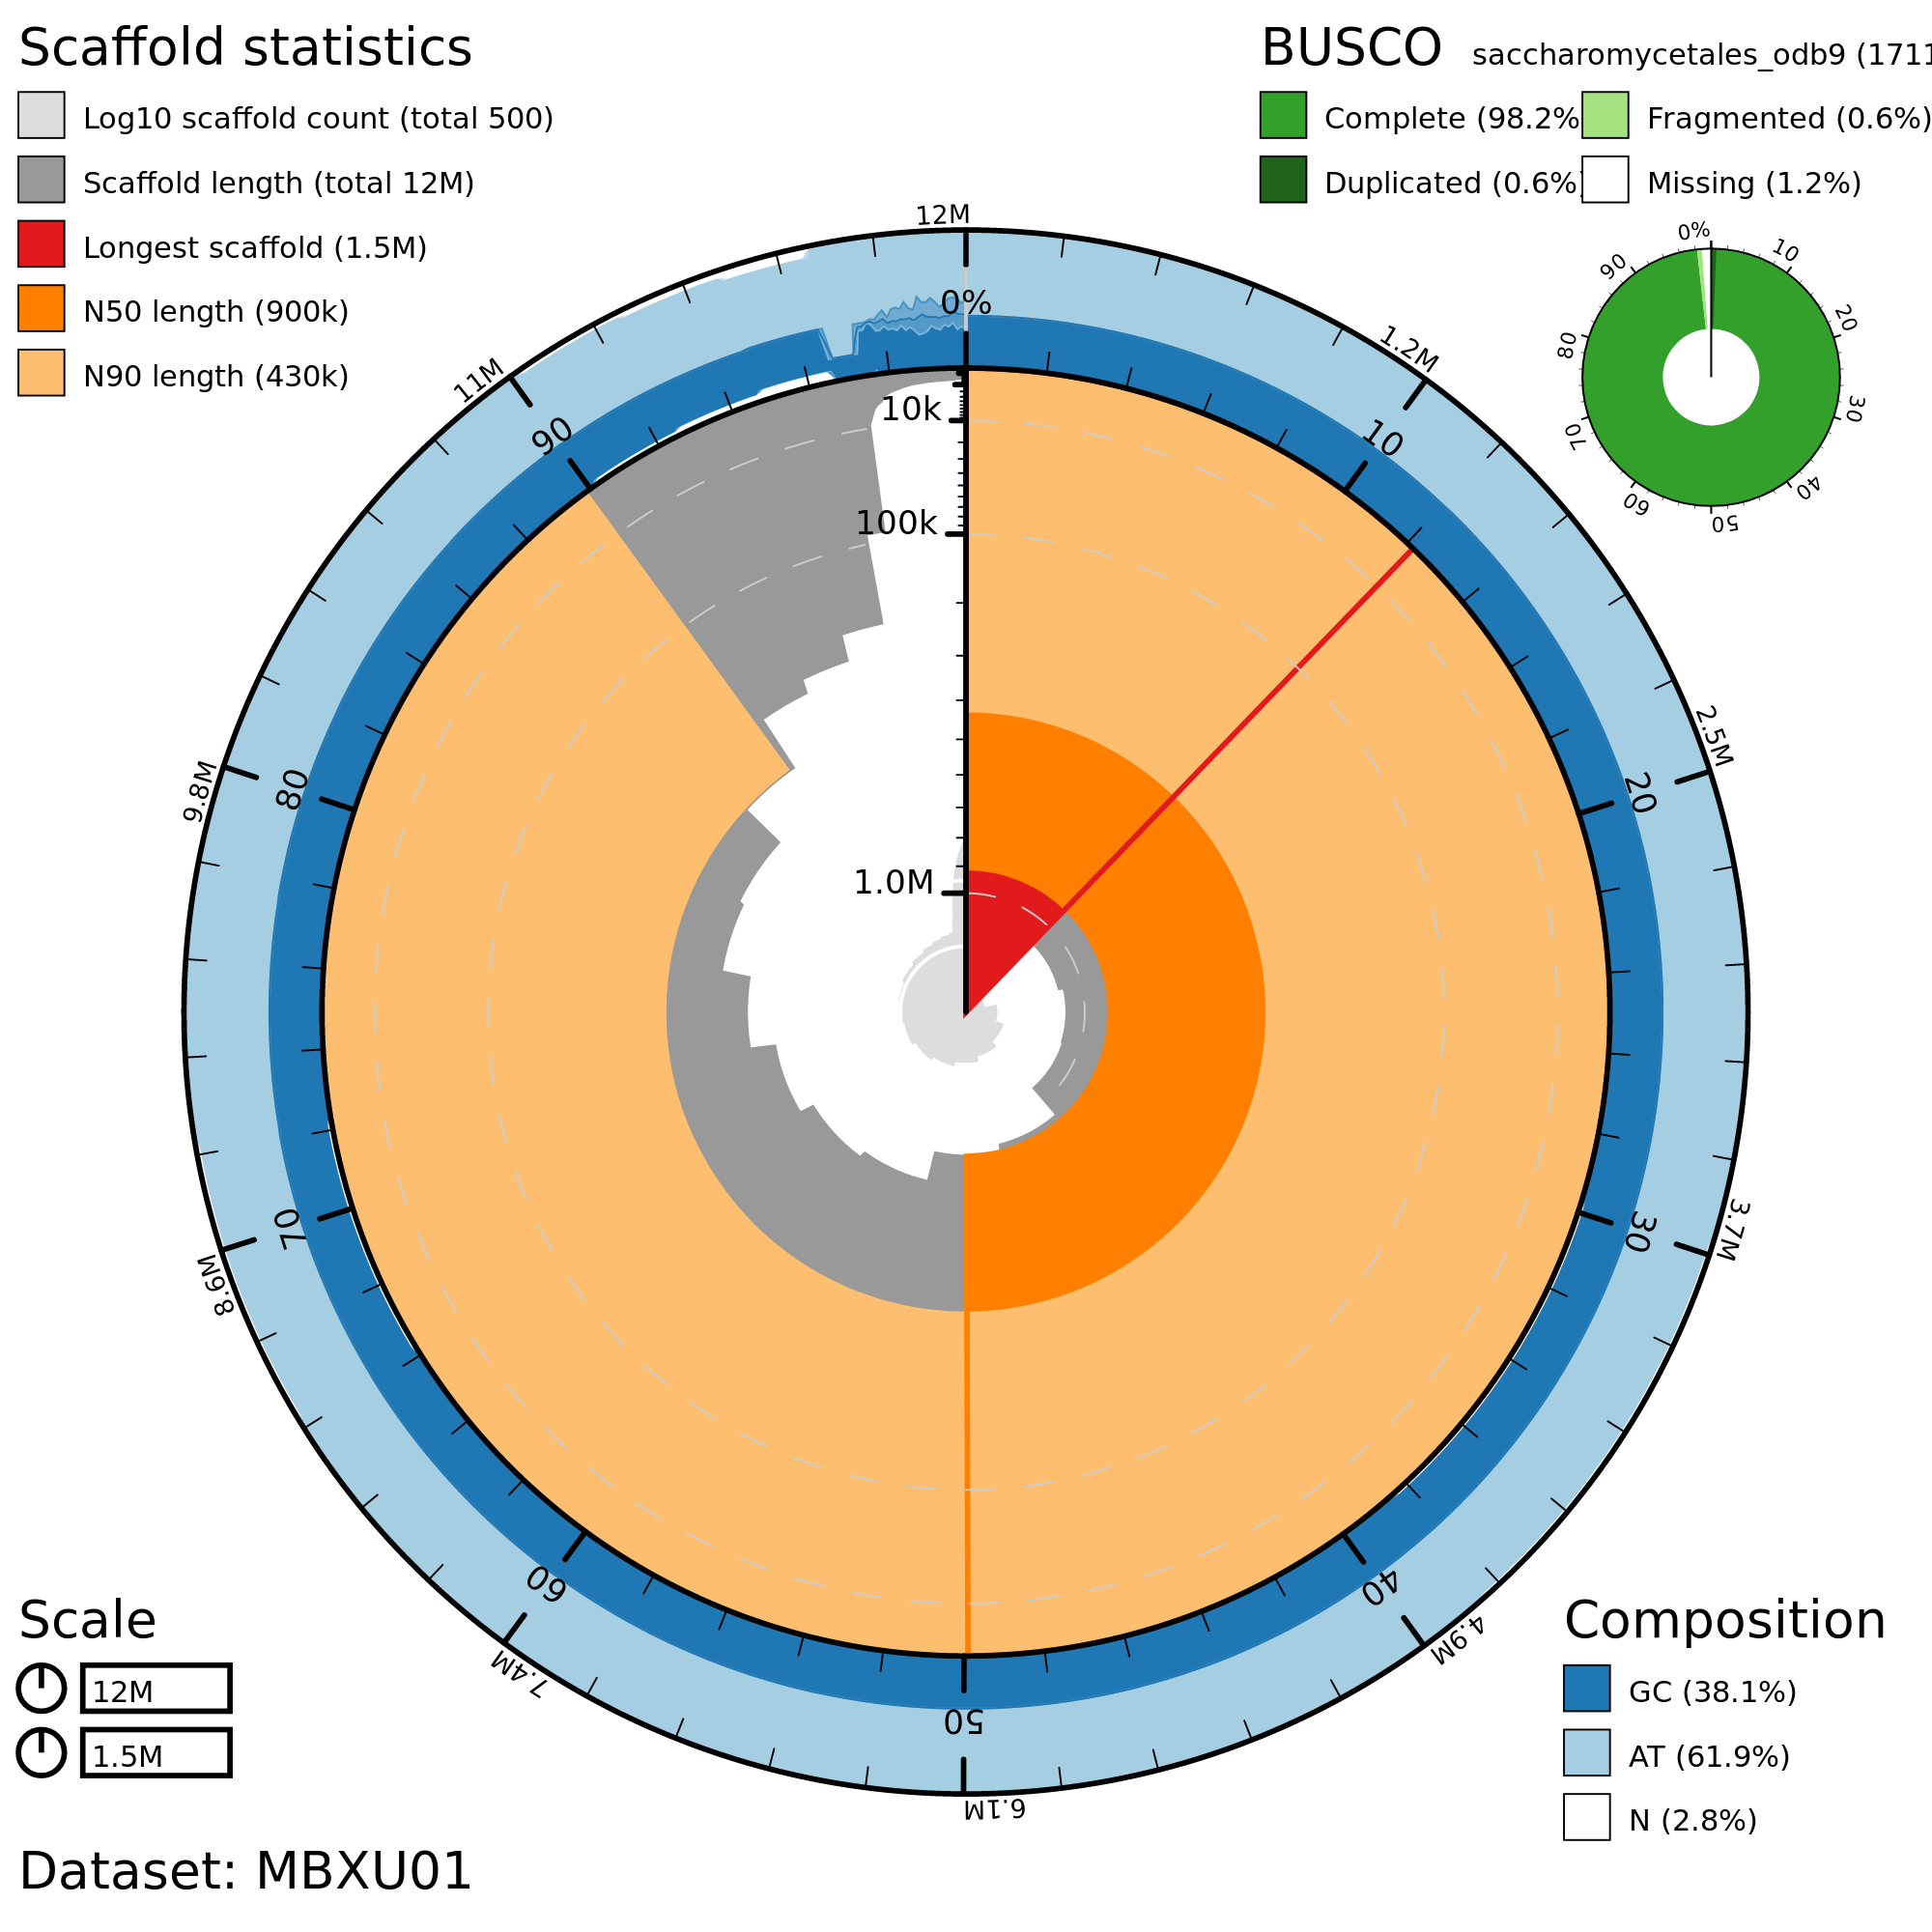 Scaffold statistics
Log10 scaffold count (total 500)
Scaffold length (total 12M)
Longest scaffold (1.5M)
N50 length (900k)
N90 length (430k)
BUSCO saccharomycetales_odb9 (1711
Complete (98.2%
Fragmented (0.6%)
Duplicated (0.6%)
Missing (1.2%)
0%
10
20
30
40
50
60
70
80
90
12M
1.2M
2.5M
3.7M
4.9M
6.1M
7.4M
8.6M
9.8M
11M
0%
10
20
30
40
50
60
70
80
90
10k
100k
1.0M
Scale
12M
1.5M
Composition
GC (38.1%)
AT (61.9%)
N (2.8%)
Dataset: MBXU01